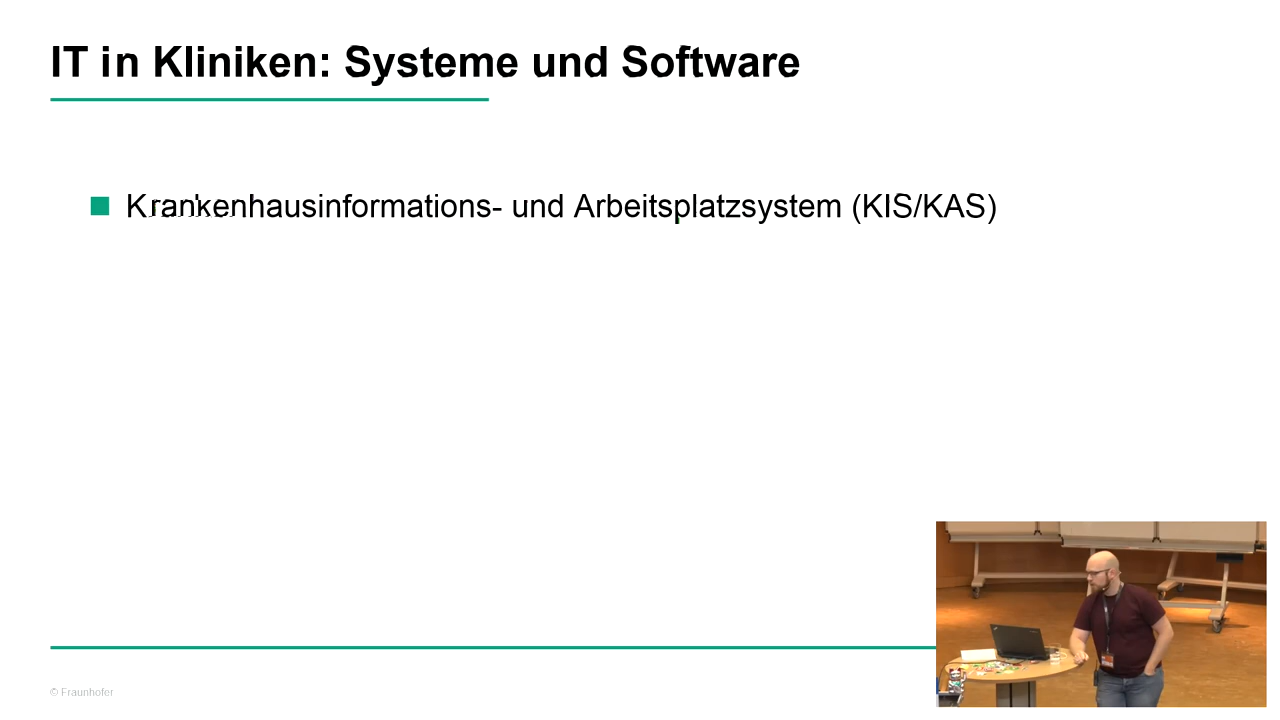 IT in Kliniken: Systeme und Software
Krankenhausinformations- und Arbeitsplatzsystem (KIS/KAS)
© Fraunhofer